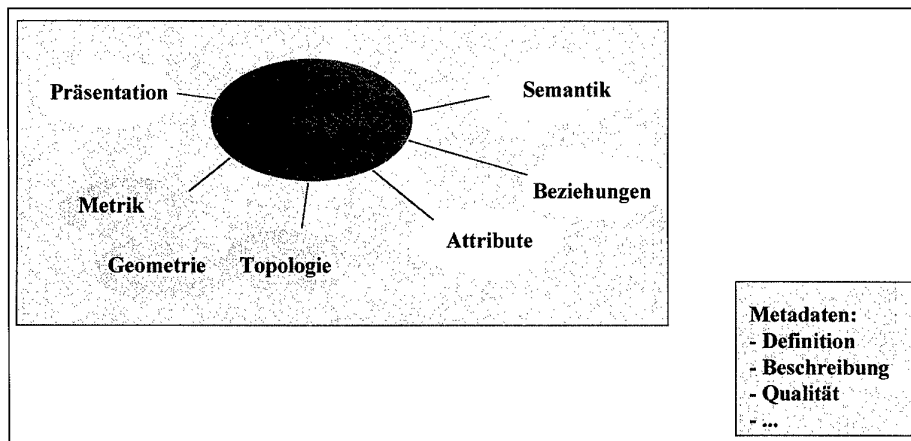 Präsentation
Semantik
Beziehungen
Metrik
Attribute
Geometrie Topologie
Metadaten:
- Definition
- Beschreibung
- Qualität
- ...